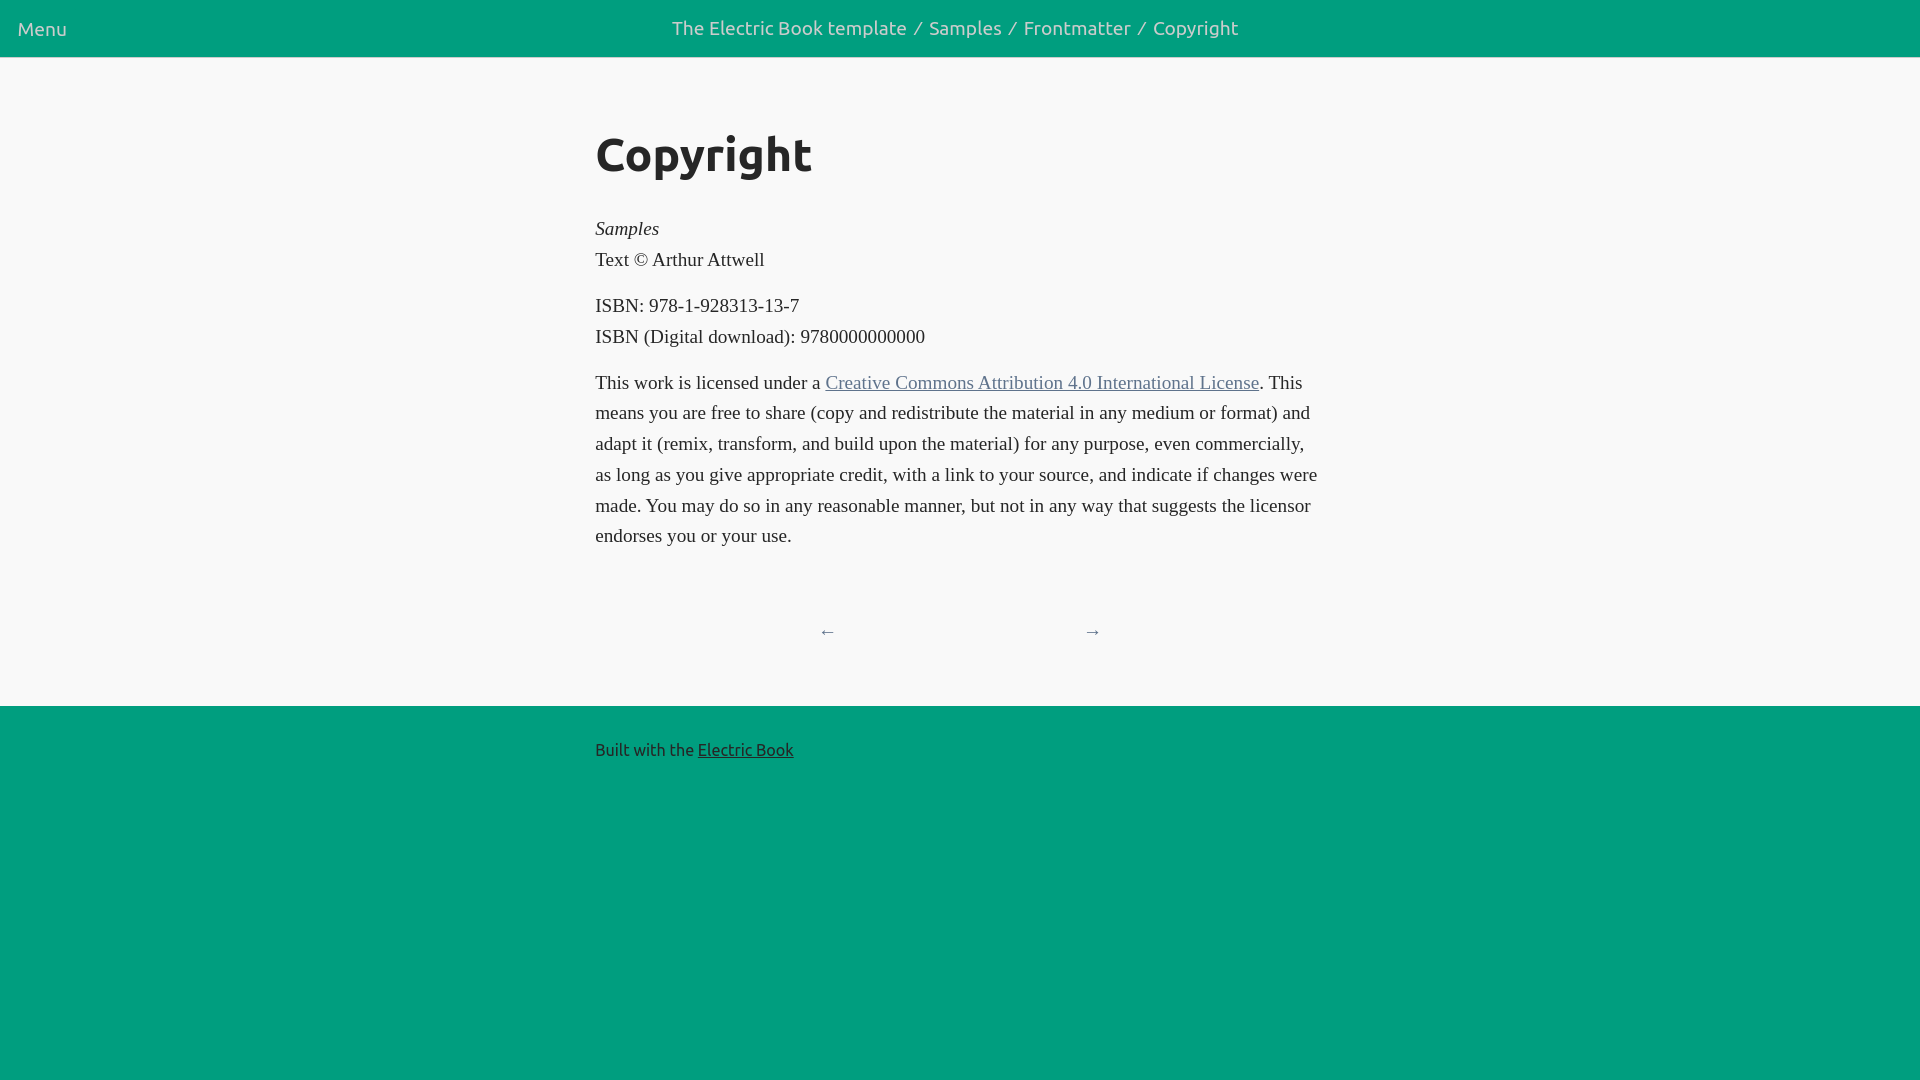 Menu
The Electric Book template / Samples / Frontmatter / Copyright
Copyright
Samples
Text © Arthur Attwell
ISBN: 978-1-928313-13-7
ISBN (Digital download): 9780000000000
This work is licensed under a Creative Commons Attribution 4.0 International License. This
means you are free to share (copy and redistribute the material in any medium or format) and
adapt it (remix, transform, and build upon the material) for any purpose, even commercially,
as long as you give appropriate credit, with a link to your source, and indicate if changes were
made. You may do so in any reasonable manner, but not in any way that suggests the licensor
endorses you or your use.
← →
Built with the Electric Book